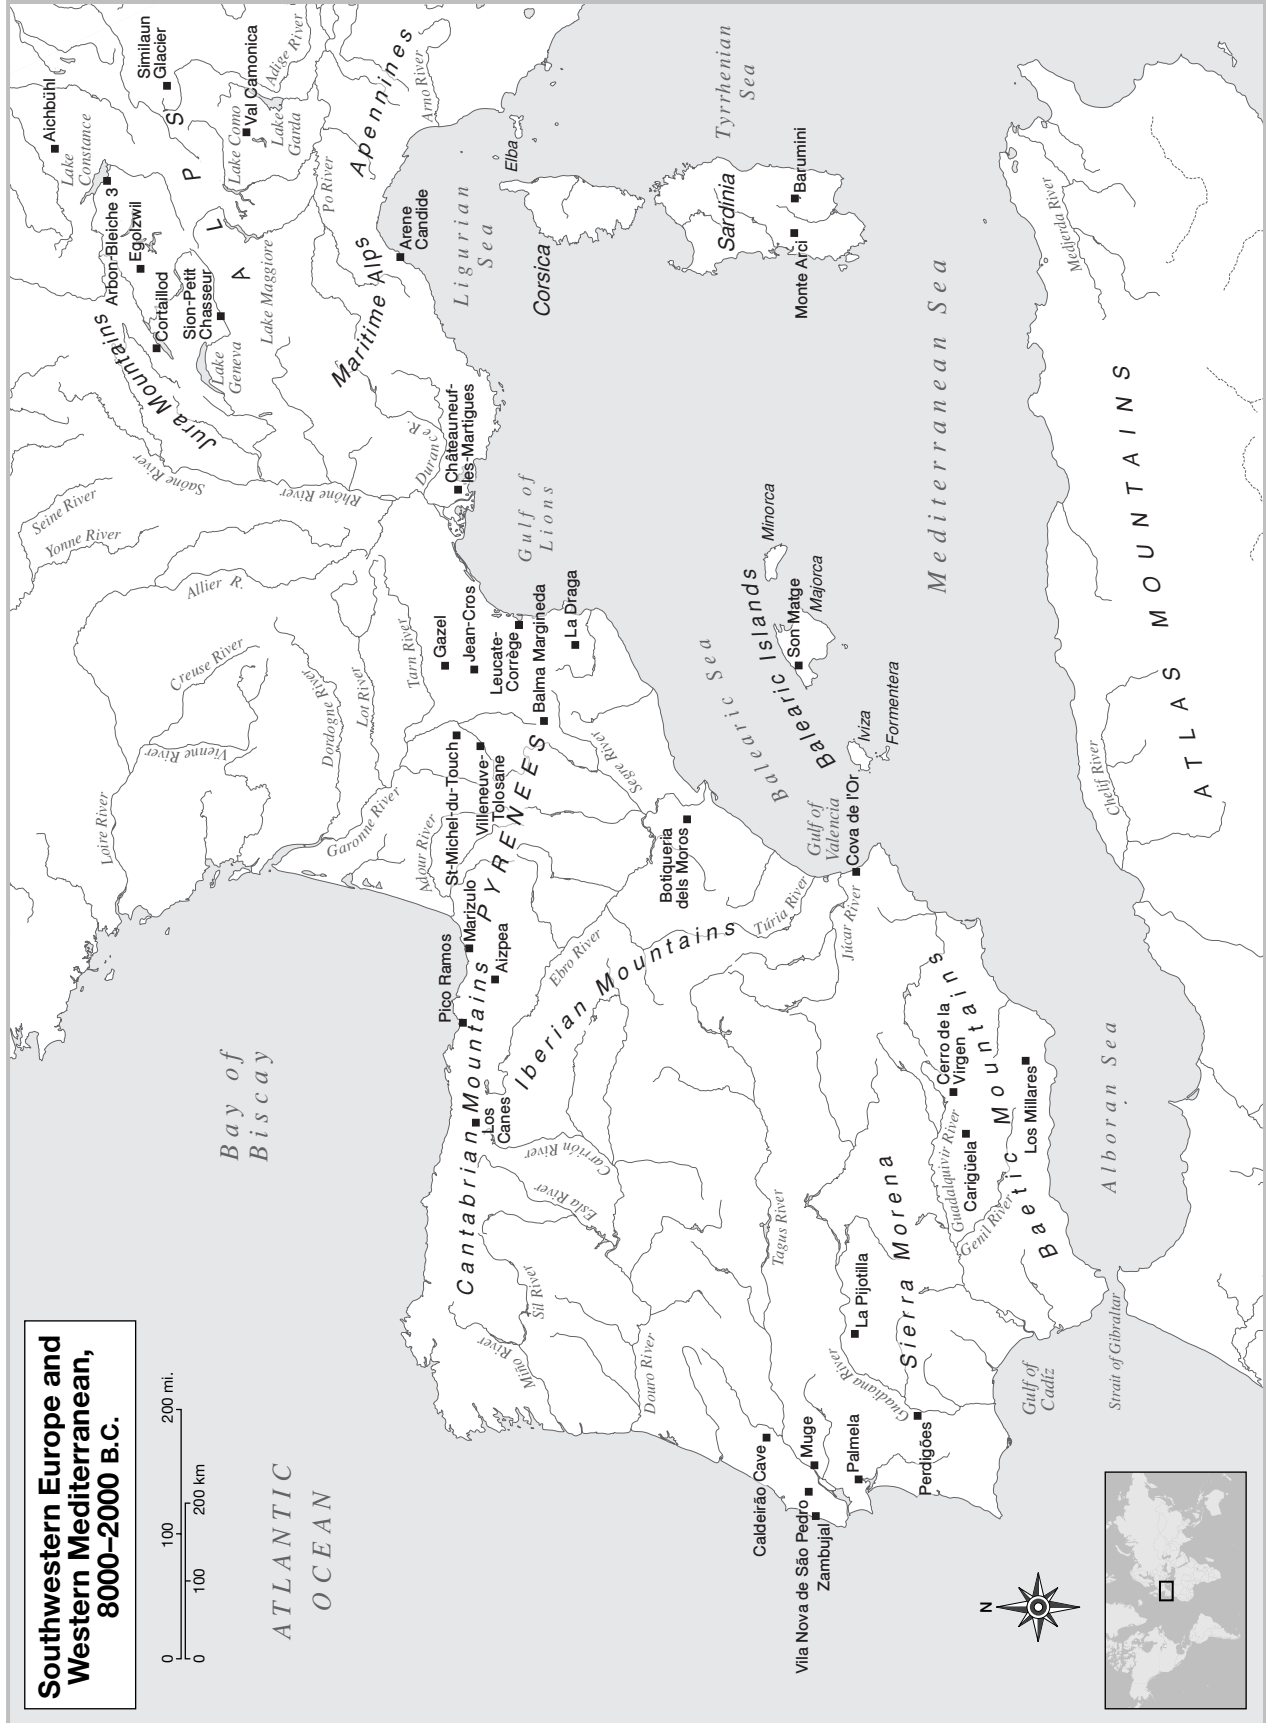 Southwestern Europe and
Western Mediterranean,
8000–2000 B.C.
0
100
200 mi.
0
100
200 km
ATLANTIC
OCEAN
Bay of
Biscay
Seine River
Yonne River
Loire River
Vienne River
Creuse River
Allier R.
Saône River
Rhône River
Dordogne River
Lot River
Tarn River
Garonne River
Adour River
Durance R.
Jura Mountains
Aichbühl
Lake
Constance
Arbon-Bleiche 3
Egolzwil
Cortaillod
Sion-Petit
Chasseur
Lake
Geneva
ALPS
Similaun
Glacier
Val Camonica
Adige River
Lake Como
Lake
Garda
Lake Maggiore
Po River
Maritime Alps
Apennines
Arno River
Arene
Candide
Ligurian
Sea
Elba
Corsica
Sardinia
Monte Arci
Barumini
Tyrrhenian
Sea
Châteauneuf-
les-Martigues
Gulf of
Lions
Gazel
Jean-Cros
Leucate-
Corrège
Balma Margineda
La Draga
St-Michel-du-Touch
Villeneuve-
Tolosane
PYRENEES
Pico Ramos
Marizulo
Aizpea
Cantabrian Mountains
Los
Canes
Iberian Mountains
Ebro River
Segre River
Botiqueria
dels Moros
Carrión River
Esla River
Sil River
Miño River
Douro River
Tagus River
Túria River
Júcar River
Gulf of
Valencia
Cova de l'Or
Balearic Sea
Balearic Islands
Minorca
Son Matge
Majorca
Iviza
Formentera
Mediterranean Sea
Caldeirão Cave
Muge
Vila Nova de São Pedro
Zambujal
Palmela
Perdigões
La Pijotilla
Guadiana River
Sierra Morena
Guadalquivir River
Genil River
Cerro de la
Virgen
Carigüela
Los Millares
Baetic Mountains
Gulf of
Cadíz
Strait of Gibraltar
Alboran Sea
Chelif River
ATLAS MOUNTAINS
Medjerda River
N